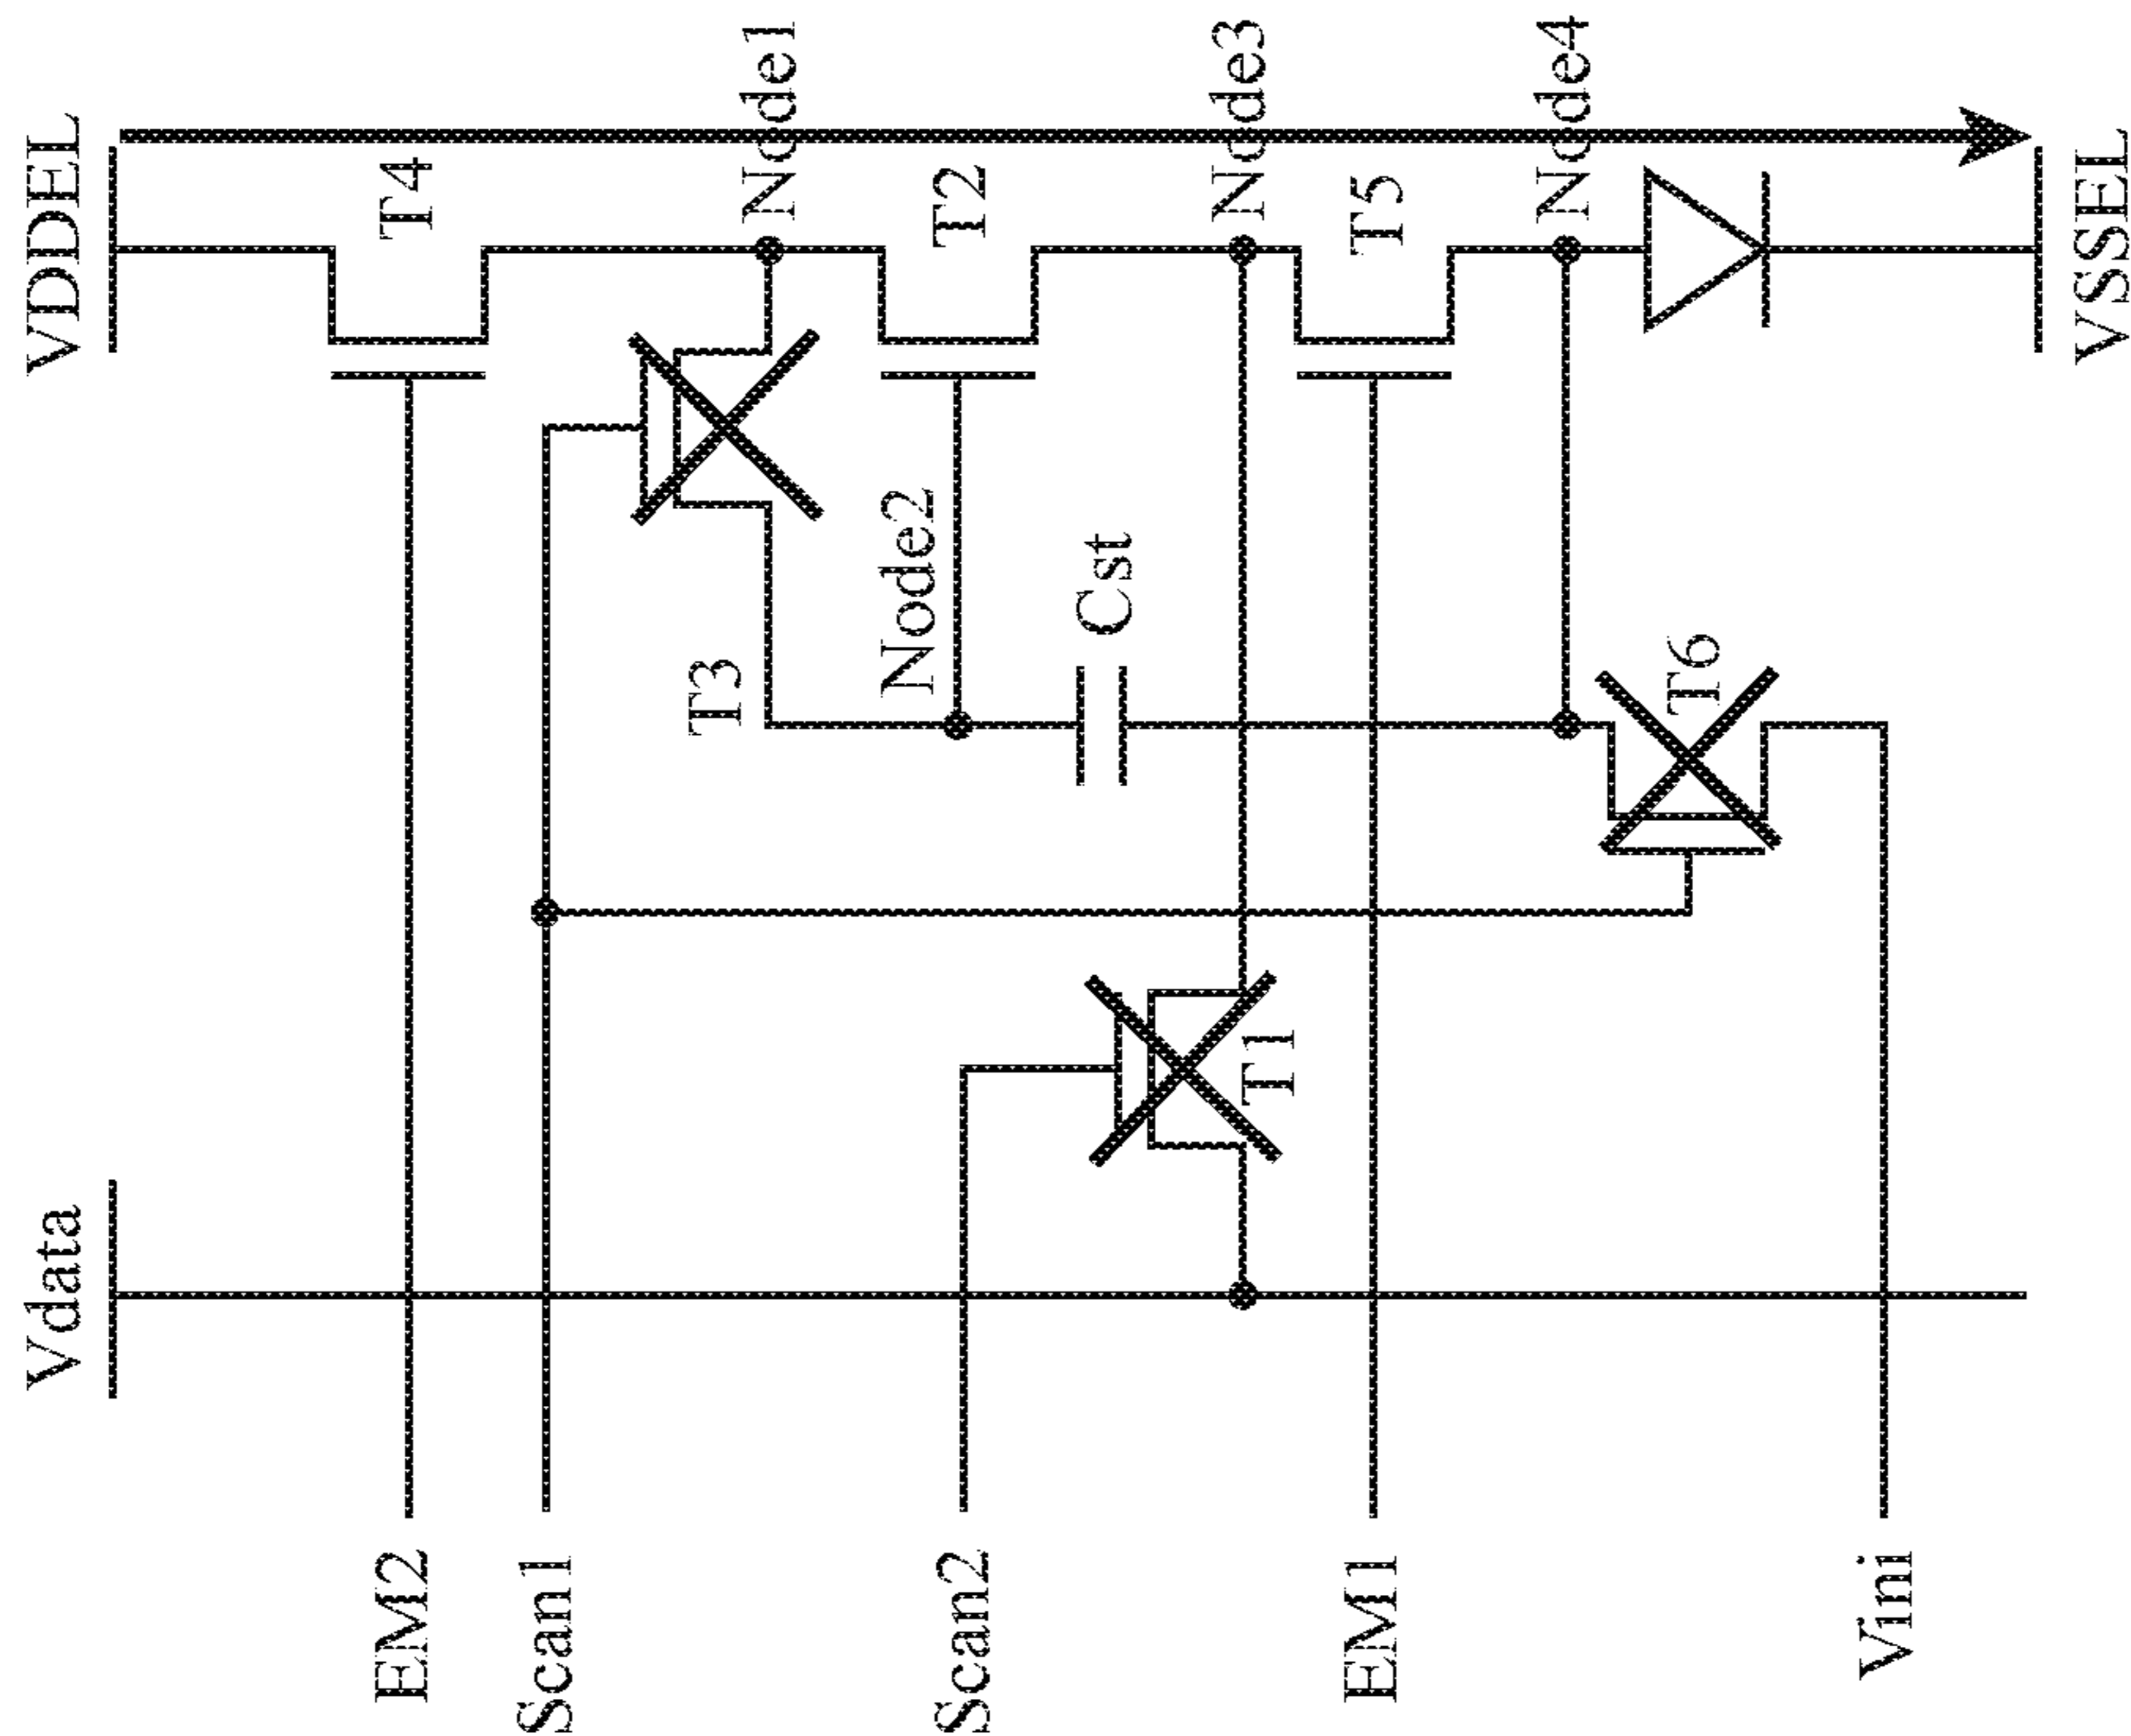 VDDEL
Vdata
T4
EM2
Scan1
Node1
T3
T2
Node2
Scan2
Cst
Node3
T1
T5
EM1
Node4
T6
Vini
VSSEL